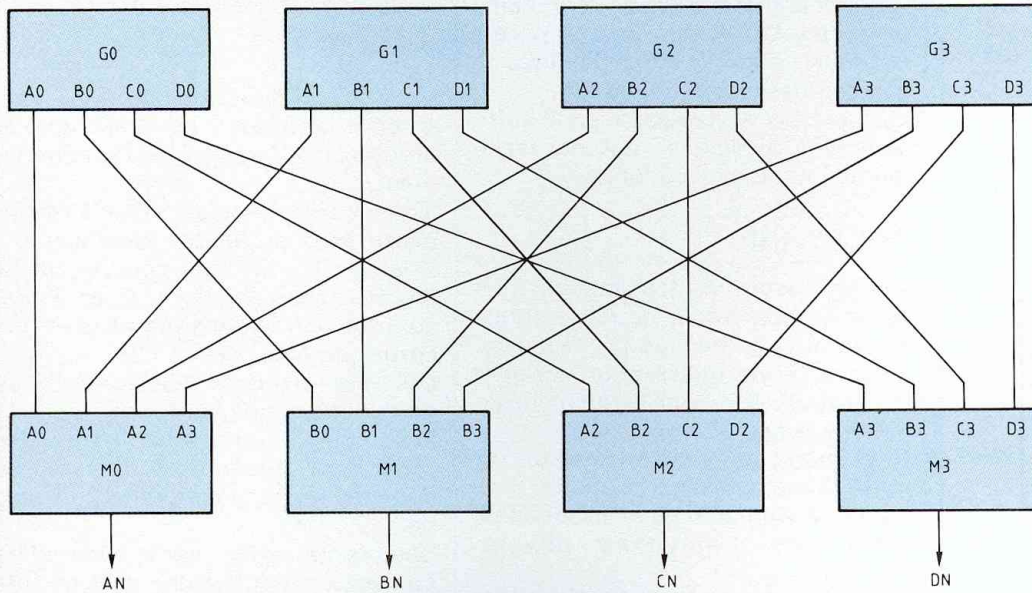 G0 G1 G2 G3
A0 B0 C0 D0 A1 B1 C1 D1 A2 B2 C2 D2 A3 B3 C3 D3
A0 A1 A2 A3 B0 B1 B2 B3 A2 B2 C2 D2 A3 B3 C3 D3
M0 M1 M2 M3
AN BN CN DN